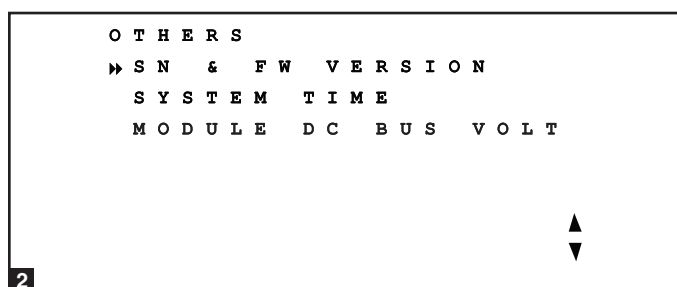 OTHERS
SN & FW VERSION
SYSTEM TIME
MODULE DC BUS VOLT
2